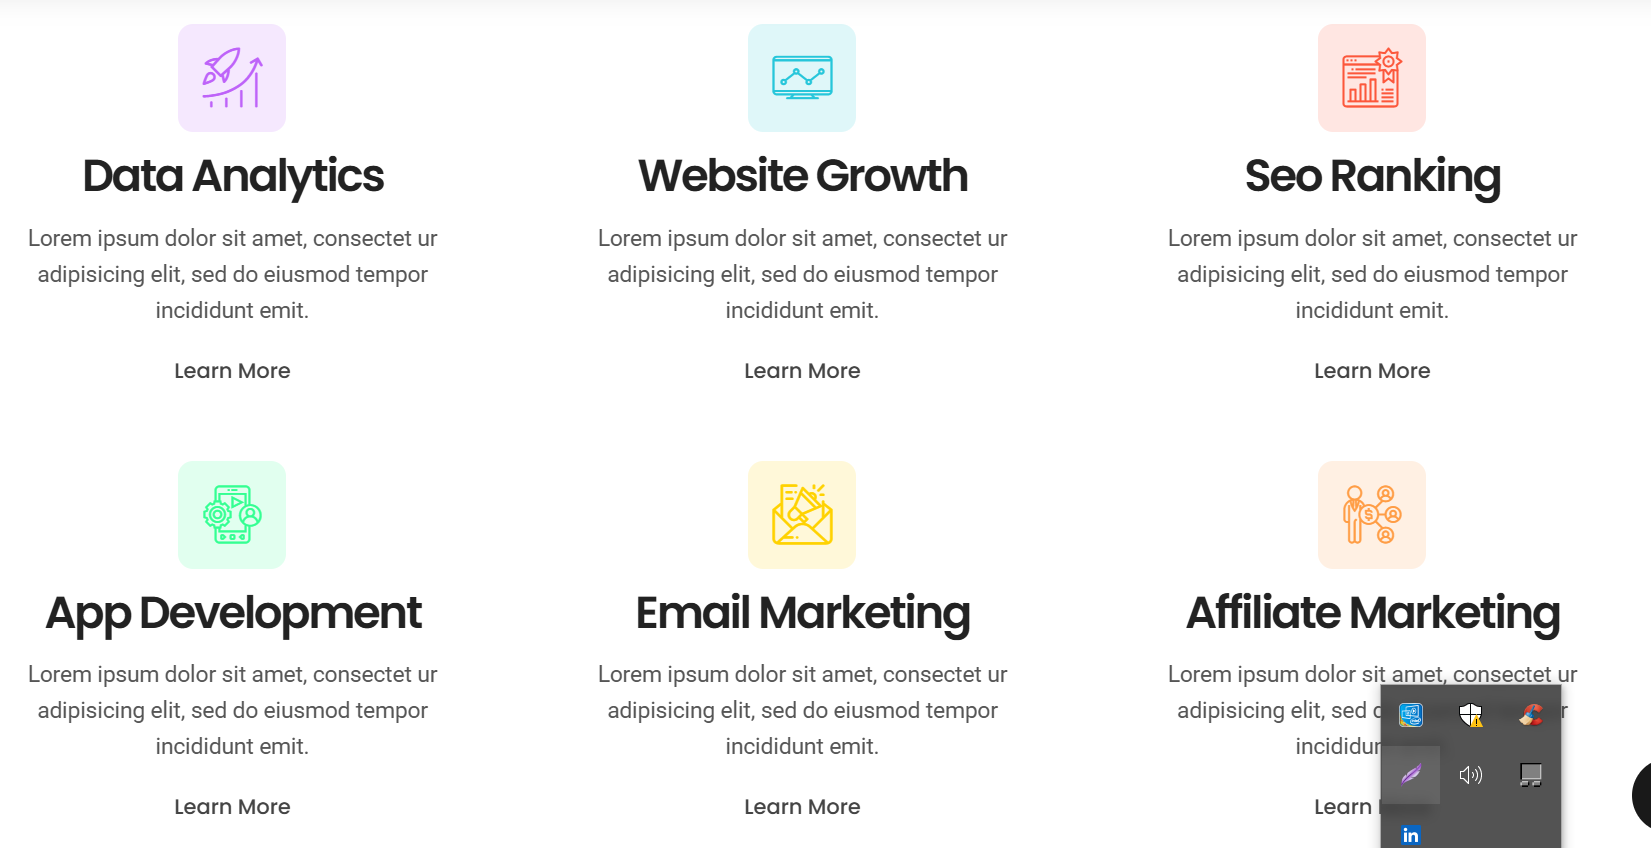 Data Analytics
Lorem ipsum dolor sit amet, consectet ur
adipisicing elit, sed do eiusmod tempor
incididunt emit.
Learn More
Website Growth
Lorem ipsum dolor sit amet, consectet ur
adipisicing elit, sed do eiusmod tempor
incididunt emit.
Learn More
Seo Ranking
Lorem ipsum dolor sit amet, consectet ur
adipisicing elit, sed do eiusmod tempor
incididunt emit.
Learn More
App Development
Lorem ipsum dolor sit amet, consectet ur
adipisicing elit, sed do eiusmod tempor
incididunt emit.
Learn More
Email Marketing
Lorem ipsum dolor sit amet, consectet ur
adipisicing elit, sed do eiusmod tempor
incididunt emit.
Learn More
Affiliate Marketing
Lorem ipsum dolor sit amet, consectet ur
adipisicing elit, sed
Learn
in